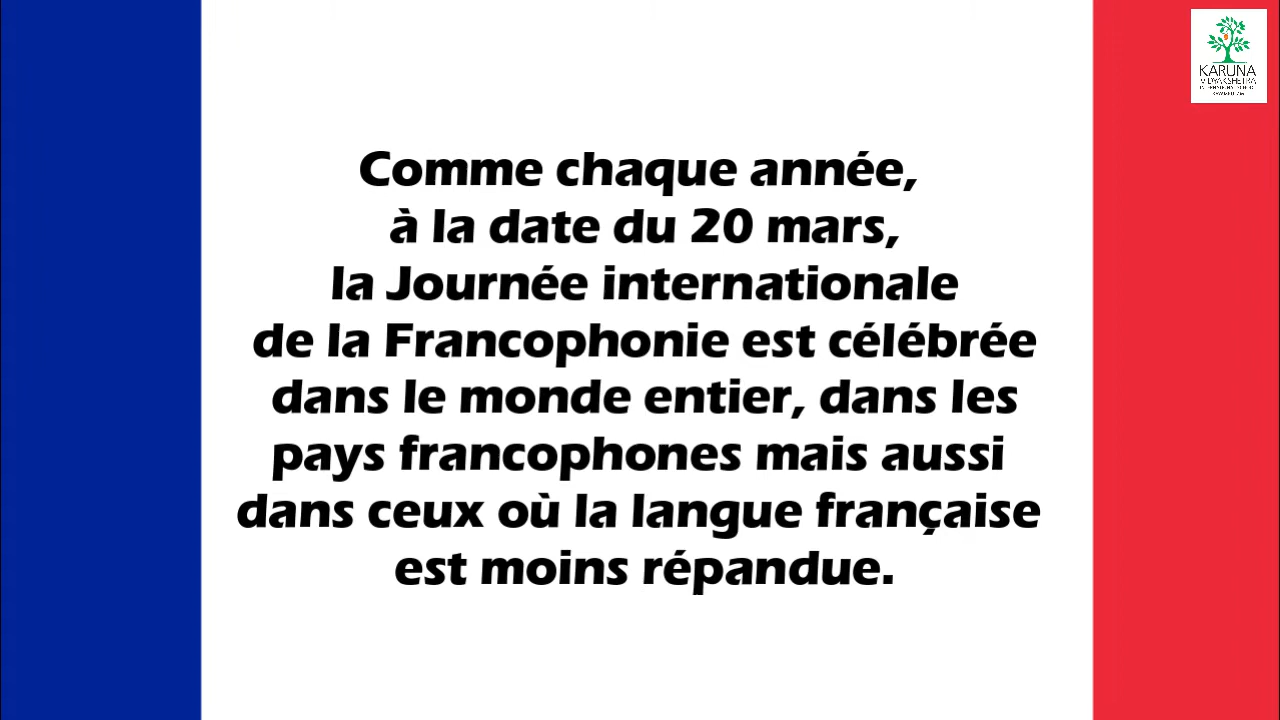 KARUNA
VIDYAKSHETRA
Comme chaque année,
à la date du 20 mars,
la Journée internationale
de la Francophonie est célébrée
dans le monde entier, dans les
pays francophones mais aussi
dans ceux où la langue française
est moins répandue.